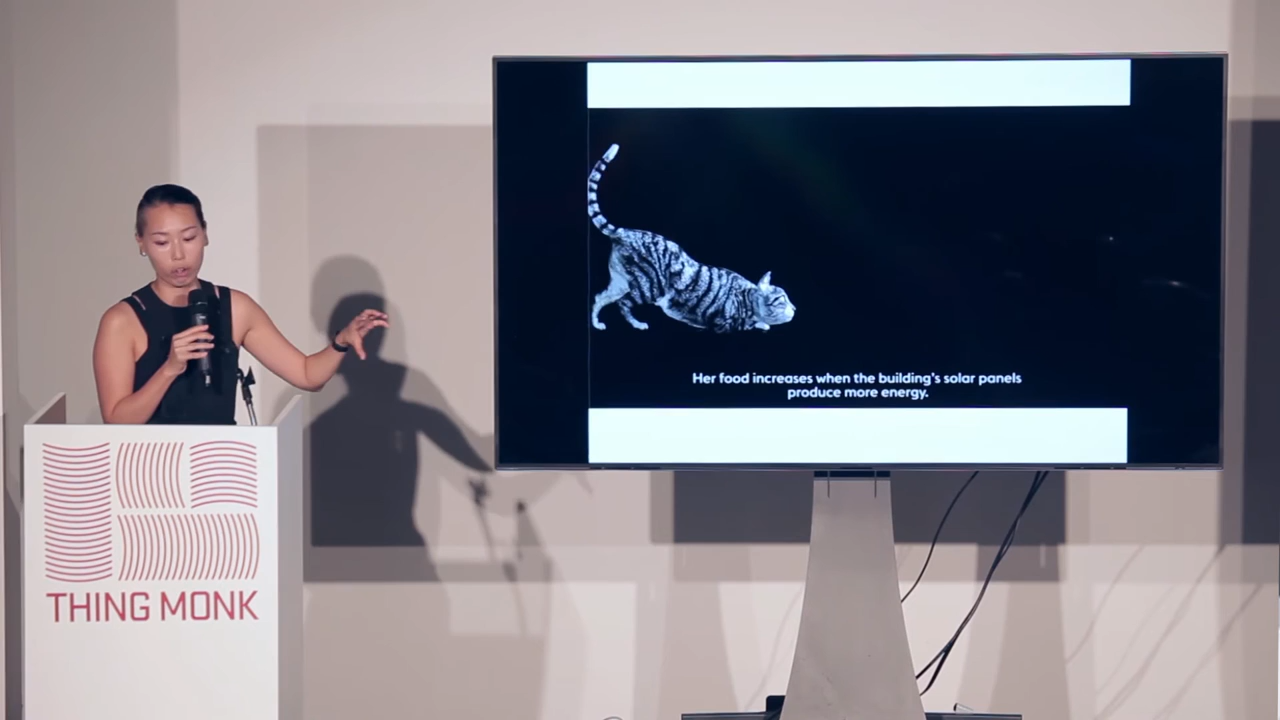 Her food increases when the building's solar panels
produce more energy.
THING MONK